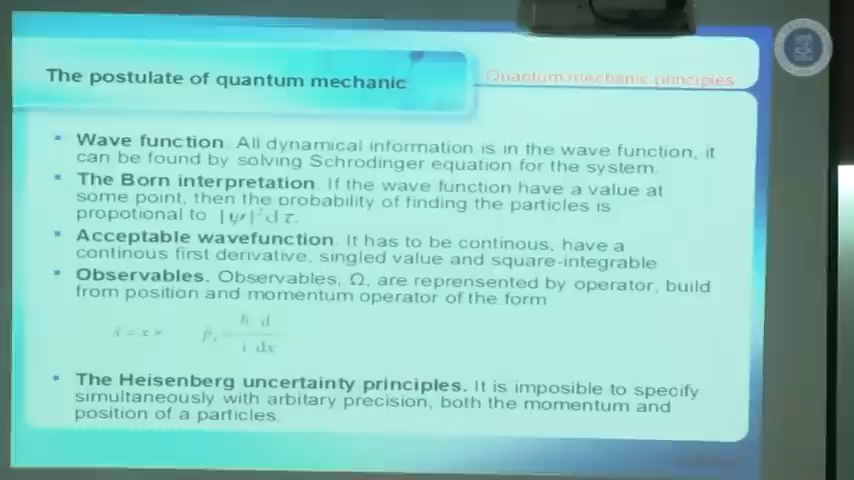 The postulate of quantum mechanic
Quantum mechanic principles
▪ Wave function. All dynamical information is in the wave function, it
can be found by solving Schrodinger equation for the system.
▪ The Born interpretation. If the wave function have a value at
some point, then the probability of finding the particles is
propotional to |ψ|²dτ.
▪ Acceptable wavefunction. It has to be continous, have a
continous first derivative, singled value and square-integrable
▪ Observables. Observables, Ω, are reprensented by operator, build
from position and momentum operator of the form
x̂ = x × p̂ₓ = ħ/i d/dx
▪ The Heisenberg uncertainty principles. It is imposible to specify
simultaneously with arbitary precision, both the momentum and
position of a particles.